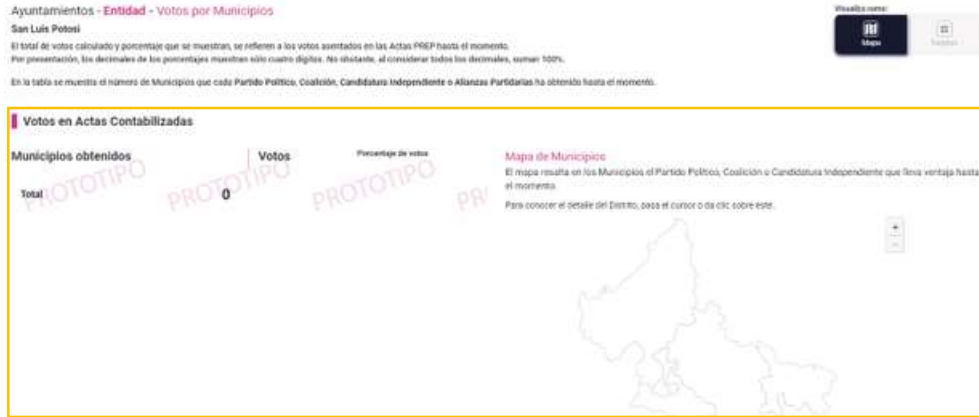 Ayuntamientos - Entidad - Votos por Municipios
Visualiza como:
San Luis Potosí
Mapa
El total de votos calculado y porcentaje que se muestran, se refieren a los votos asentados en las Actas PREP hasta el momento.
Por presentación, los decimales de los porcentajes muestran sólo cuatro dígitos. No obstante, al considerar todos los decimales, suman 100%.
En la tabla se muestra el número de Municipios que cada Partido Político, Coalición, Candidatura Independiente o Alianzas Partidarias ha obtenido hasta el momento.
Votos en Actas Contabilizadas
Municipios obtenidos
Votos
Porcentaje de votos
Total
0
PROTOTIPO
PROTOTIPO
PROTOTIPO
PR
Mapa de Municipios
El mapa resalta en los Municipios el Partido Político, Coalición o Candidatura Independiente que lleva ventaja hasta
el momento.
Para conocer el detalle del Distrito, pasa el cursor o da clic sobre este.
+
-